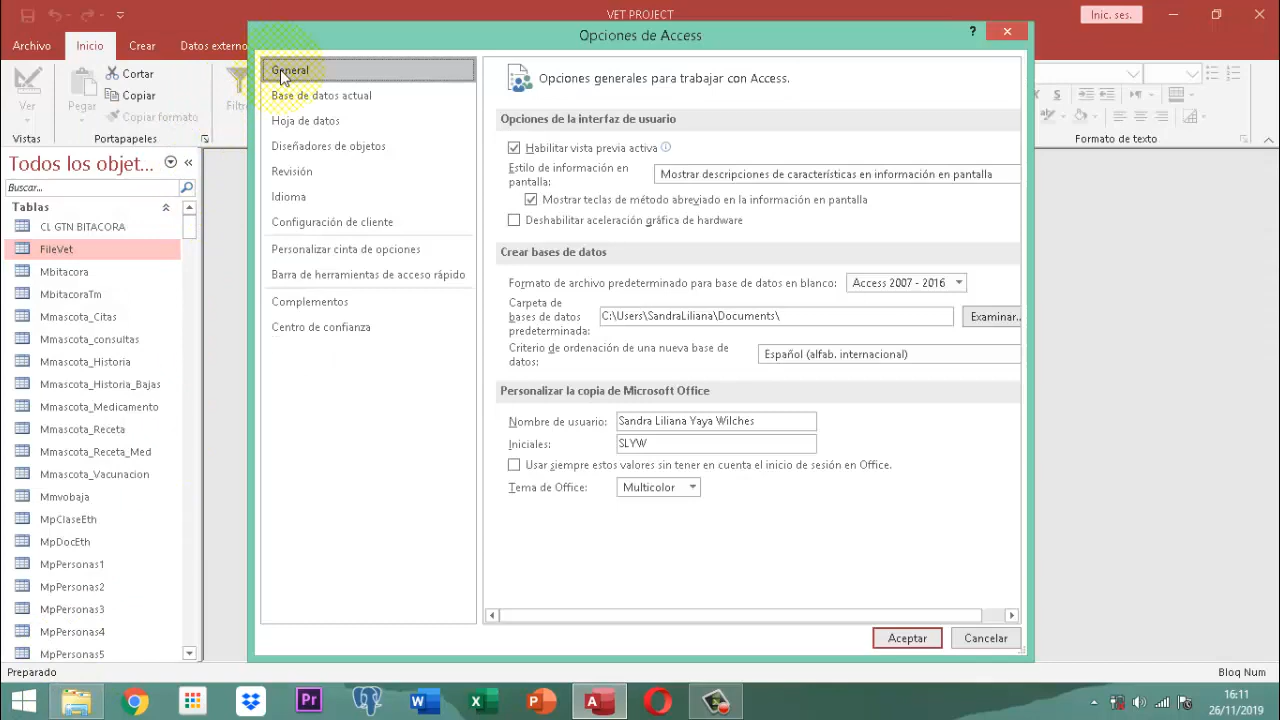 VET PROJECT
Inic. ses.
Archivo
Inicio
Crear
Datos externo
Opciones de Access
?
Ver
Vistas
Pegar
Cortar
Copiar
Copiar formato
Portapapeles
Filtr
Formato de texto
Todos los objet...
Buscar...
Tablas
CL GTN BITACORA
FileVet
Mbitacora
MbitacoraTm
Mmascota_Citas
Mmascota_consultas
Mmascota_Historia
Mmascota_Historia_Bajas
Mmascota_Medicamento
Mmascota_Receta
Mmascota_Receta_Med
Mmascota_Vacunacion
Mmvobaja
MpClaseEth
MpDocEth
MpPersonas1
MpPersonas2
MpPersonas3
MpPersonas4
MpPersonas5
General
Base de datos actual
Hoja de datos
Diseñadores de objetos
Revisión
Idioma
Configuración de cliente
Personalizar cinta de opciones
Barra de herramientas de acceso rápido
Complementos
Centro de confianza
Opciones generales para trabajar con Access.
Opciones de la interfaz de usuario
Habilitar vista previa activa
Estilo de información en pantalla:
Mostrar descripciones de características en información en pantalla
Mostrar teclas de método abreviado en la información en pantalla
Deshabilitar aceleración gráfica de hardware
Crear bases de datos
Formato de archivo predeterminado para base de datos en blanco:
Access 2007 - 2016
Carpeta de bases de datos predeterminada:
C:\Users\SandraLiliana\Documents\
Examinar..
Criterio de ordenación de una nueva base de datos:
Español (alfab. internacional)
Personalizar la copia de Microsoft Office
Nombre de usuario:
Sandra Liliana Yaya Wilches
Iniciales:
SLYW
Usar siempre estos valores sin tener en cuenta el inicio de sesión en Office.
Tema de Office:
Multicolor
Aceptar
Cancelar
Preparado
Bloq Num
Pr
16:11
26/11/2019